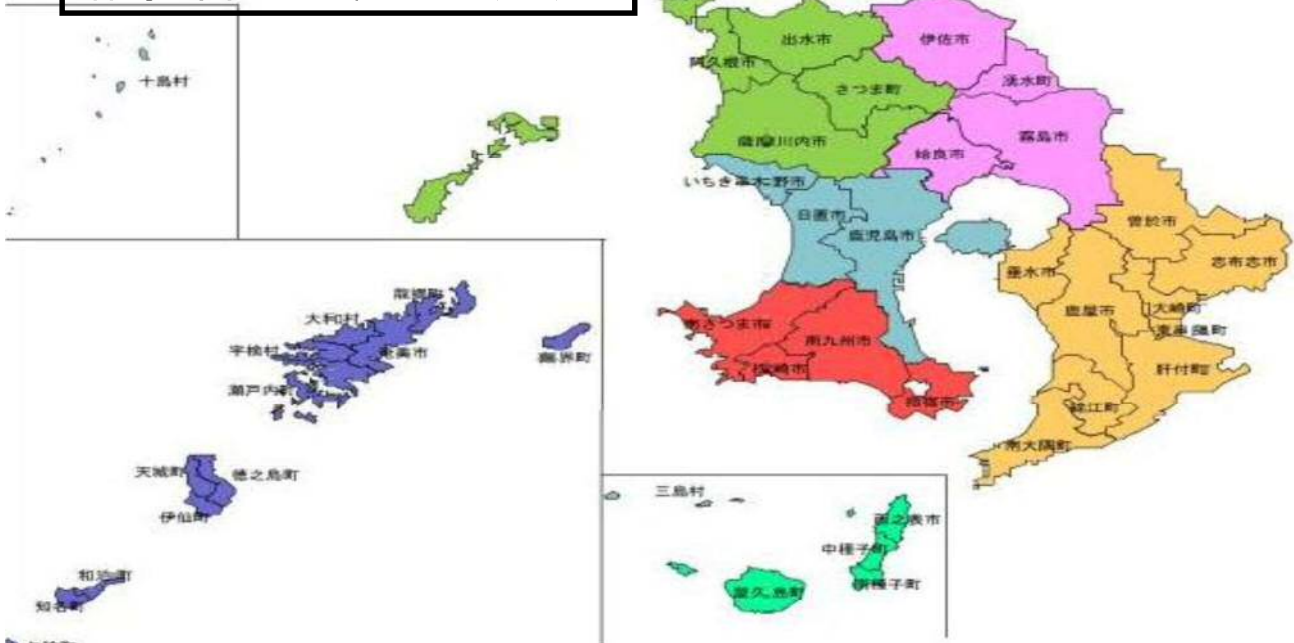 十島村
出水市
伊佐市
阿久根市
湧水町
さつま町
薩摩川内市
霧島市
姶良市
いちき串木野市
日置市
鹿児島市
曽於市
志布志市
垂水市
大崎町
鹿屋市
東串良町
南さつま市
南九州市
枕崎市
肝付町
指宿市
錦江町
南大隅町
龍郷町
大和村
宇検村
奄美市
喜界町
瀬戸内町
天城町
徳之島町
伊仙町
和泊町
知名町
三島村
西之表市
中種子町
南種子町
屋久島町